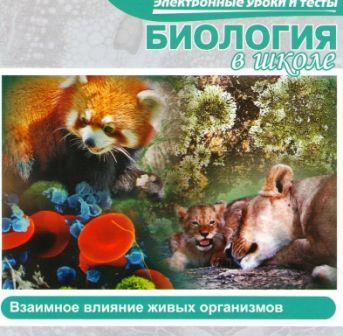 Электронные уроки и тесты
БИОЛОГИЯ
в школе
Взаимное влияние живых организмов